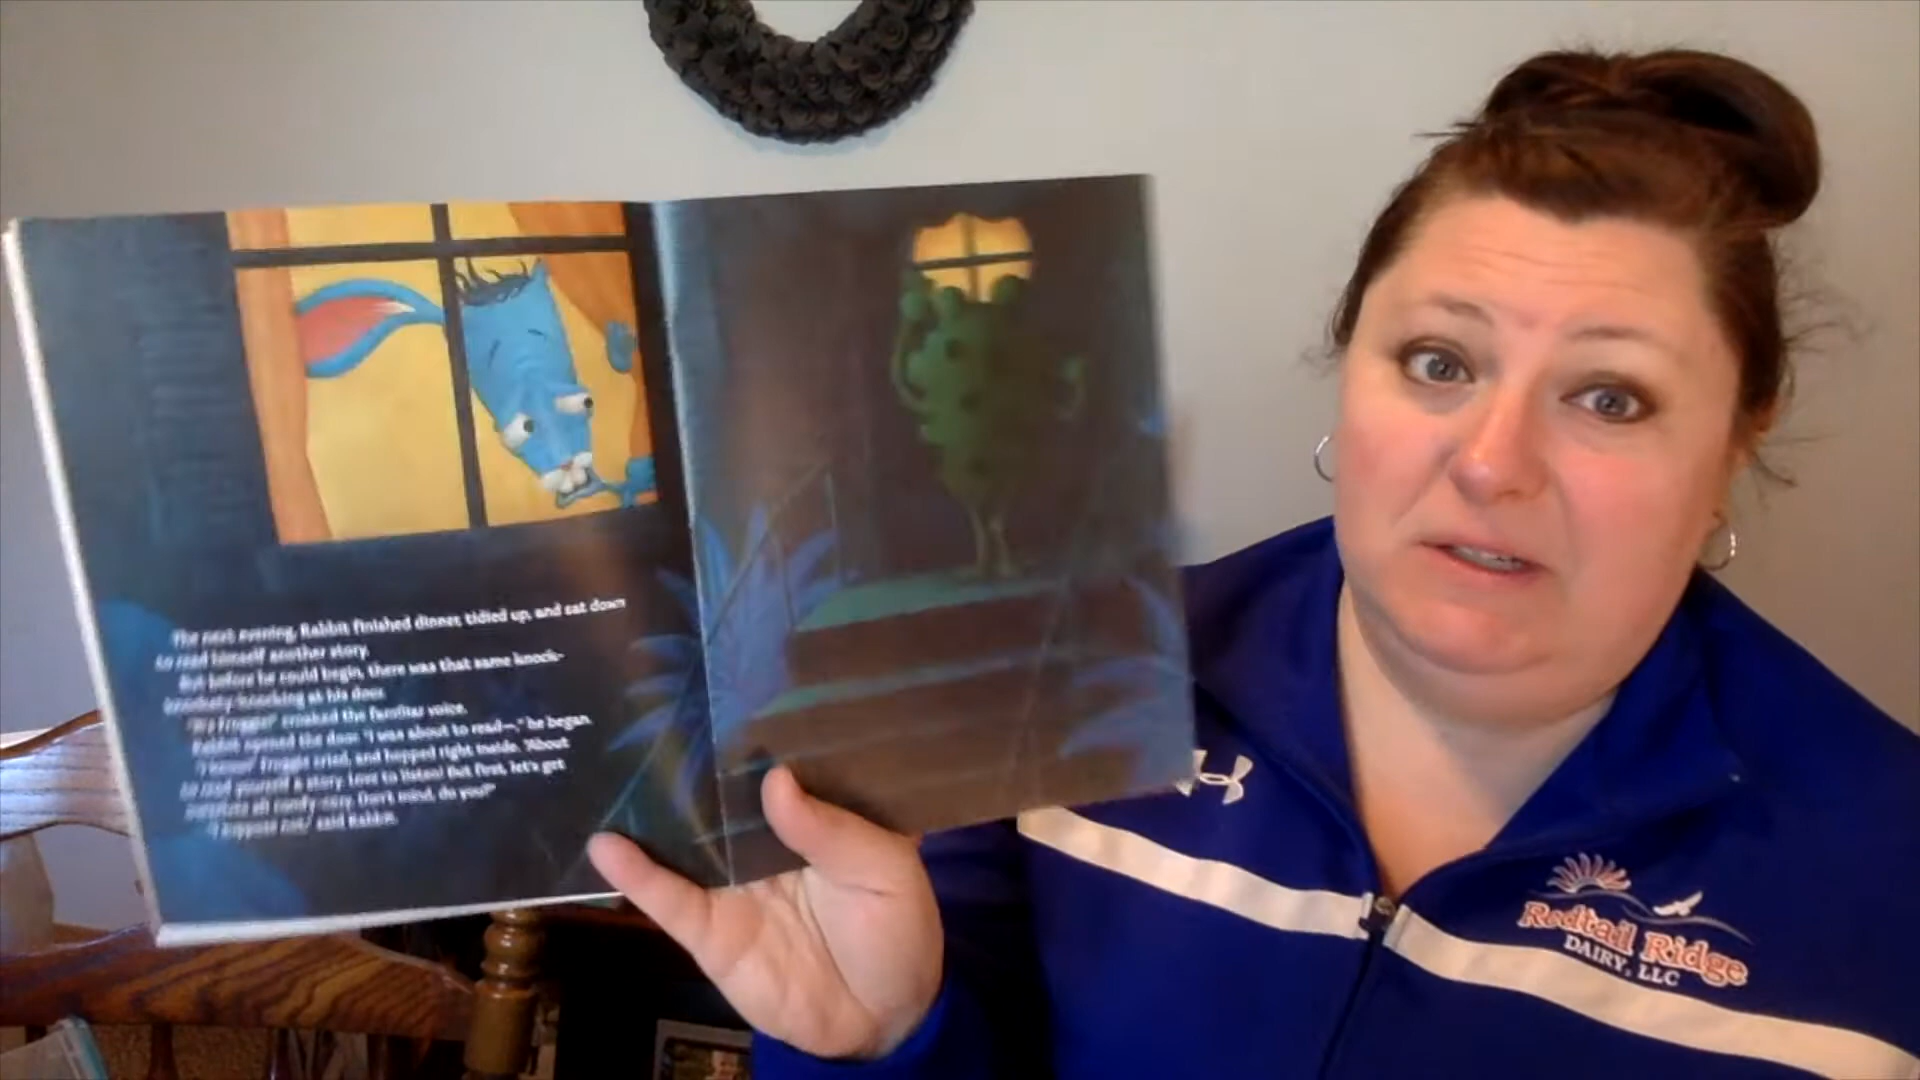 The next evening, Rabbit finished dinner, tidied up, and sat down
to read himself another story.
But before he could begin, there was that same knock-
knockety-knocking at his door.
"It's Froggie!" croaked the familiar voice.
Rabbit opened the door. "I was about to read—," he began.
"I know!" Froggie cried, and hopped right inside. "About
to read yourself a story. Love to listen! But first, let's get
ourselves all comfy-cozy. Don't mind, do you?"
"I suppose not," said Rabbit.
Redtail Ridge
DAIRY, LLC